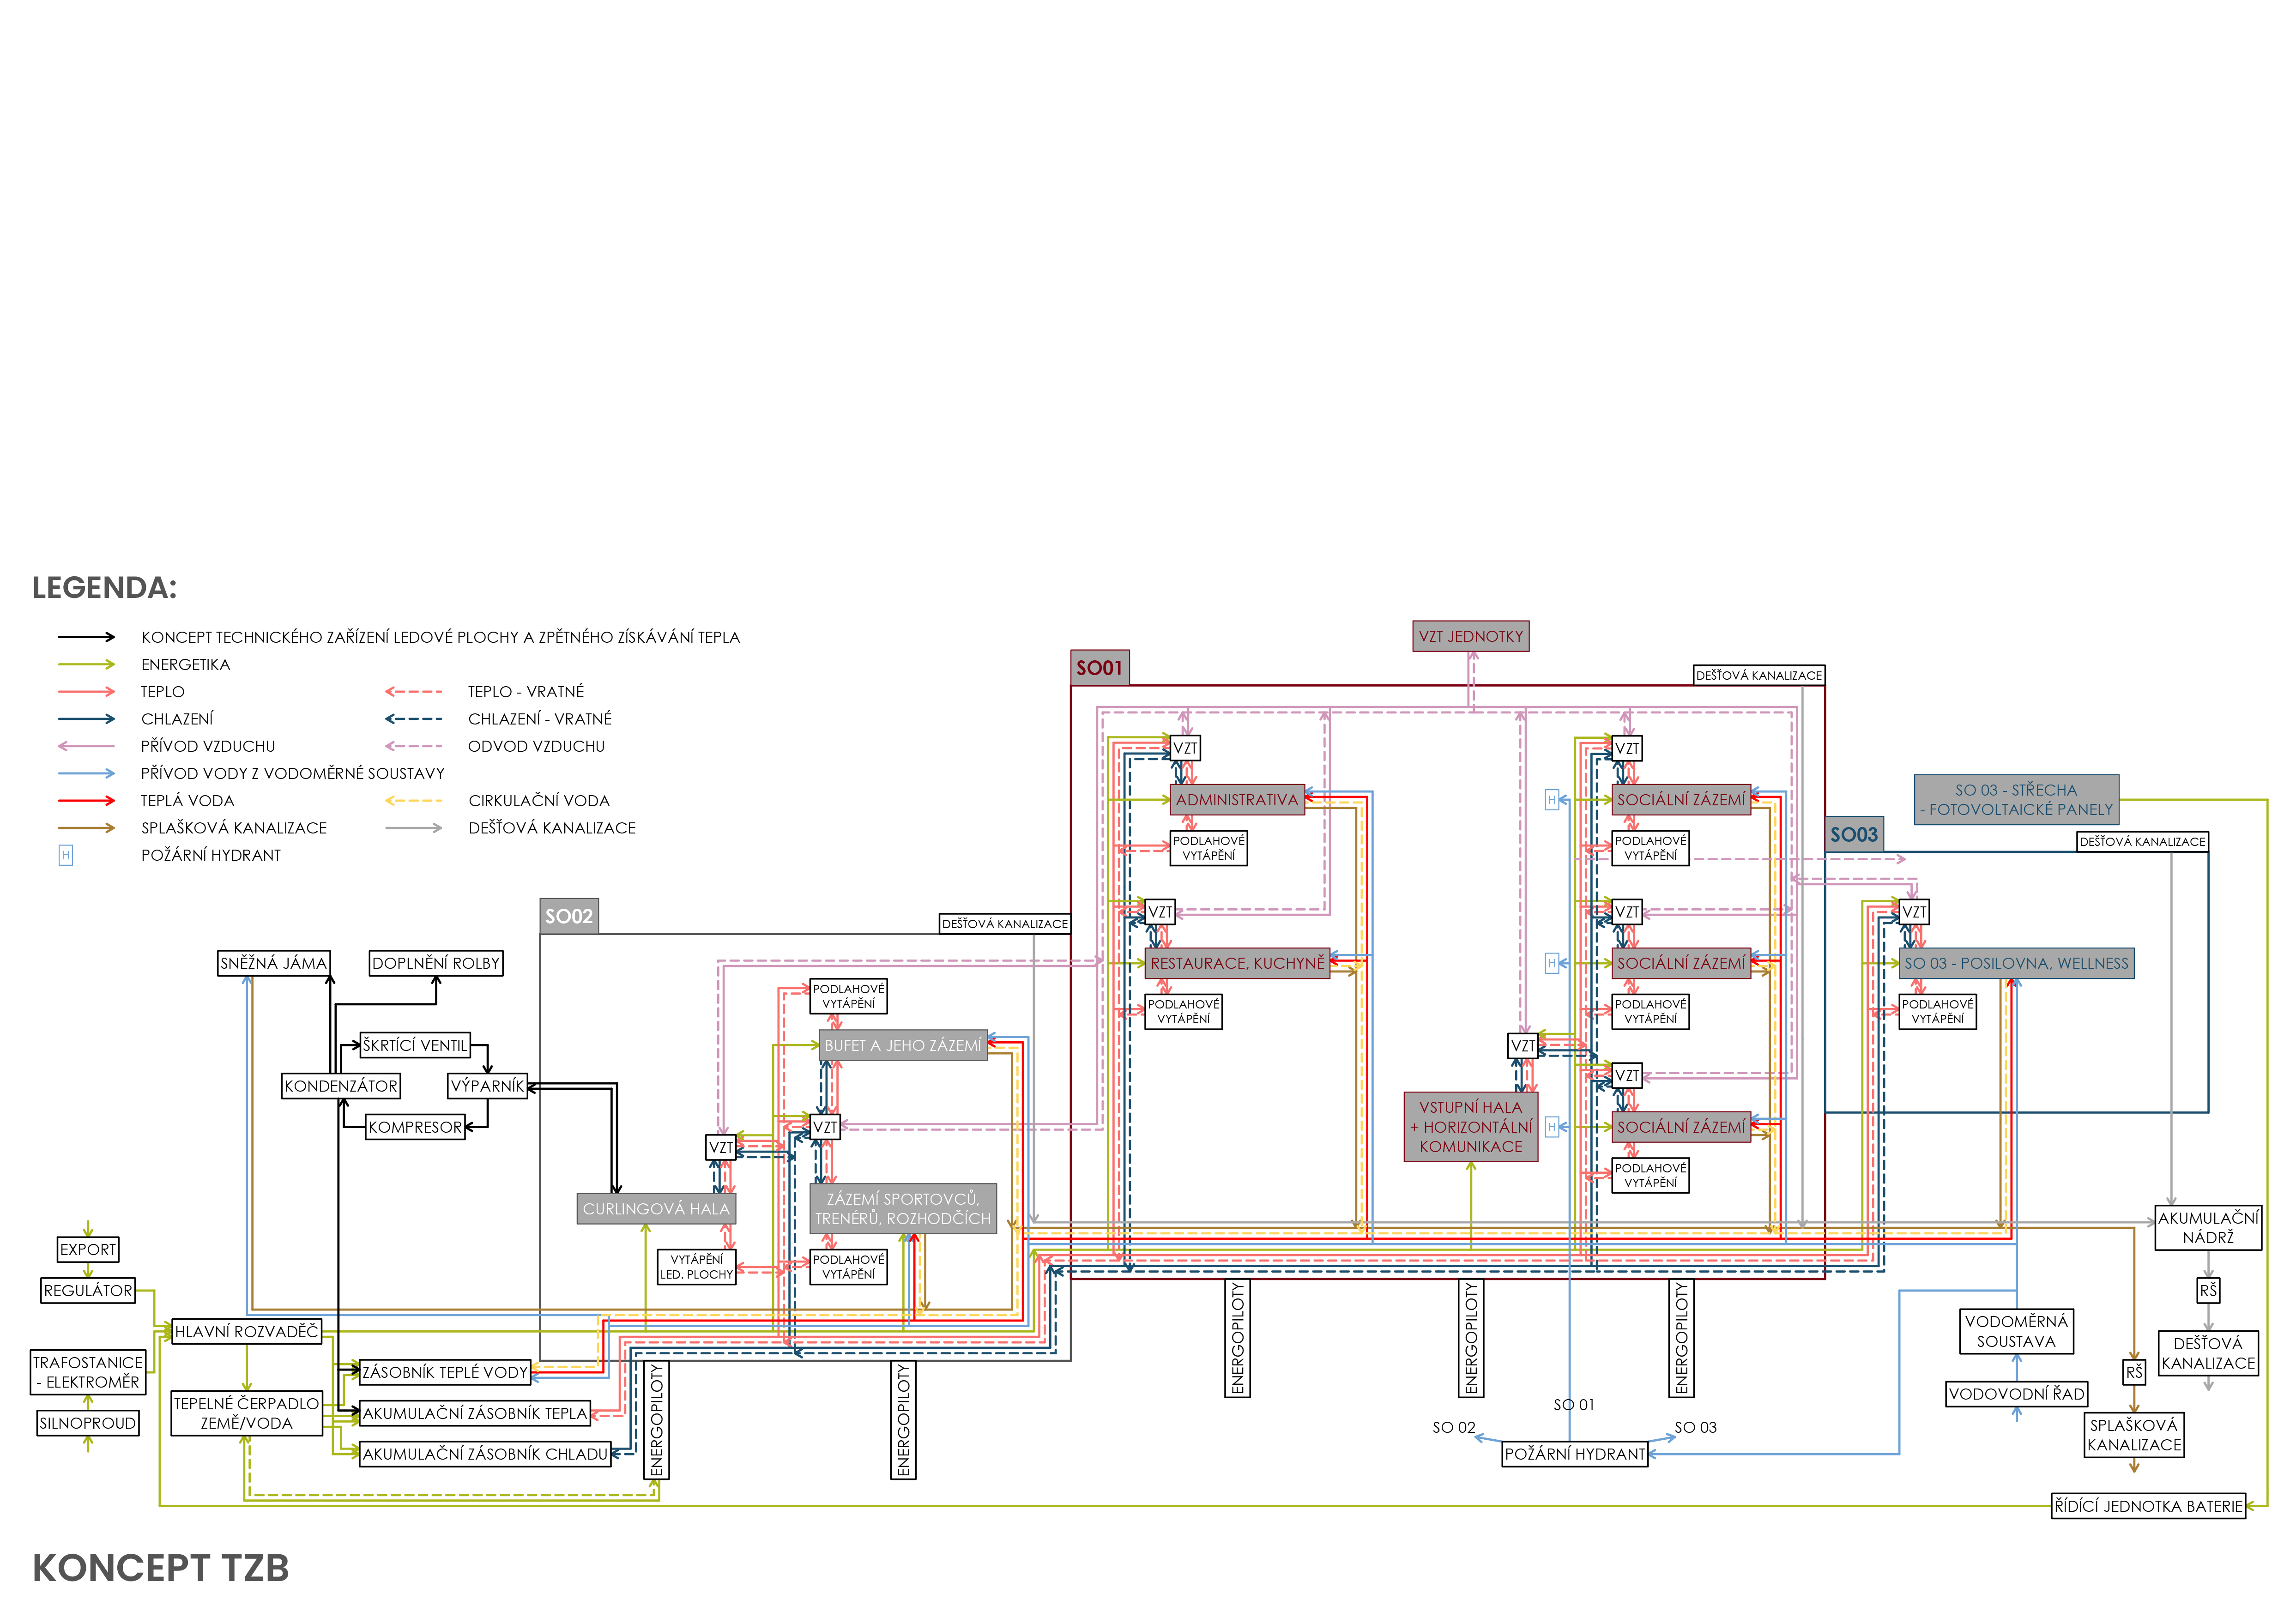 LEGENDA:
KONCEPT TECHNICKÉHO ZAŘÍZENÍ LEDOVÉ PLOCHY A ZPĚTNÉHO ZÍSKÁVÁNÍ TEPLA
ENERGETIKA
TEPLO
TEPLO - VRATNÉ
CHLAZENÍ
CHLAZENÍ - VRATNÉ
PŘÍVOD VZDUCHU
ODVOD VZDUCHU
PŘÍVOD VODY Z VODOMĚRNÉ SOUSTAVY
TEPLÁ VODA
CIRKULAČNÍ VODA
SPLAŠKOVÁ KANALIZACE
DEŠŤOVÁ KANALIZACE
H
POŽÁRNÍ HYDRANT
SNĚŽNÁ JÁMA
DOPLNĚNÍ ROLBY
ŠKRTÍCÍ VENTIL
KONDENZÁTOR
VÝPARNÍK
KOMPRESOR
EXPORT
REGULÁTOR
HLAVNÍ ROZVADĚČ
TRAFOSTANICE
- ELEKTROMĚR
SILNOPROUD
TEPELNÉ ČERPADLO
ZEMĚ/VODA
ZÁSOBNÍK TEPLÉ VODY
AKUMULAČNÍ ZÁSOBNÍK TEPLA
AKUMULAČNÍ ZÁSOBNÍK CHLADU
SO02
DEŠŤOVÁ KANALIZACE
PODLAHOVÉ
VYTÁPĚNÍ
BUFET A JEHO ZÁZEMÍ
VZT
VZT
CURLINGOVÁ HALA
ZÁZEMÍ SPORTOVCŮ,
TRENÉRŮ, ROZHODČÍCH
VYTÁPĚNÍ
LED. PLOCHY
PODLAHOVÉ
VYTÁPĚNÍ
ENERGOPILOTY
ENERGOPILOTY
VZT JEDNOTKY
SO01
DEŠŤOVÁ KANALIZACE
VZT
ADMINISTRATIVA
PODLAHOVÉ
VYTÁPĚNÍ
VZT
RESTAURACE, KUCHYNĚ
PODLAHOVÉ
VYTÁPĚNÍ
VZT
VSTUPNÍ HALA
+ HORIZONTÁLNÍ
KOMUNIKACE
VZT
H
SOCIÁLNÍ ZÁZEMÍ
PODLAHOVÉ
VYTÁPĚNÍ
VZT
H
SOCIÁLNÍ ZÁZEMÍ
PODLAHOVÉ
VYTÁPĚNÍ
VZT
H
SOCIÁLNÍ ZÁZEMÍ
PODLAHOVÉ
VYTÁPĚNÍ
ENERGOPILOTY
ENERGOPILOTY
ENERGOPILOTY
SO 03 - STŘECHA
- FOTOVOLTAICKÉ PANELY
SO03
DEŠŤOVÁ KANALIZACE
VZT
SO 03 - POSILOVNA, WELLNESS
PODLAHOVÉ
VYTÁPĚNÍ
AKUMULAČNÍ
NÁDRŽ
RŠ
DEŠŤOVÁ
KANALIZACE
VODOMĚRNÁ
SOUSTAVA
VODOVODNÍ ŘAD
RŠ
SPLAŠKOVÁ
KANALIZACE
SO 01
SO 02
SO 03
POŽÁRNÍ HYDRANT
ŘÍDÍCÍ JEDNOTKA BATERIE
KONCEPT TZB